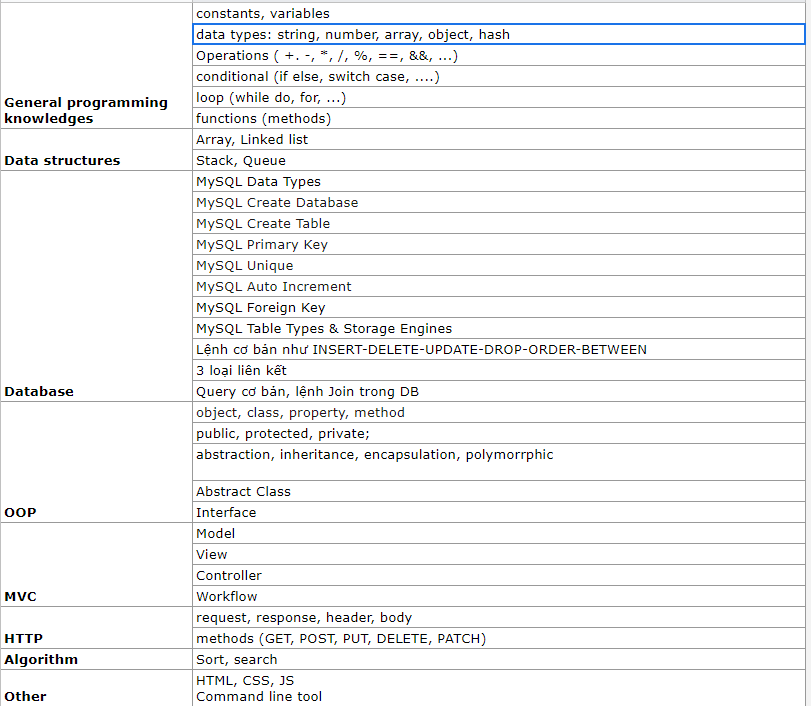 constants, variables
data types: string, number, array, object, hash
Operations ( +. -, *, /, %, ==, &&, ...)
conditional (if else, switch case, ....)
loop (while do, for, ...)
General programming
knowledges
functions (methods)
Array, Linked list
Data structures
Stack, Queue
MySQL Data Types
MySQL Create Database
MySQL Create Table
MySQL Primary Key
MySQL Unique
MySQL Auto Increment
MySQL Foreign Key
MySQL Table Types & Storage Engines
Lệnh cơ bản như INSERT-DELETE-UPDATE-DROP-ORDER-BETWEEN
3 loại liên kết
Database
Query cơ bản, lệnh Join trong DB
object, class, property, method
public, protected, private;
abstraction, inheritance, encapsulation, polymorrphic
Abstract Class
OOP
Interface
Model
View
Controller
MVC
Workflow
request, response, header, body
HTTP
methods (GET, POST, PUT, DELETE, PATCH)
Algorithm
Sort, search
HTML, CSS, JS
Other
Command line tool